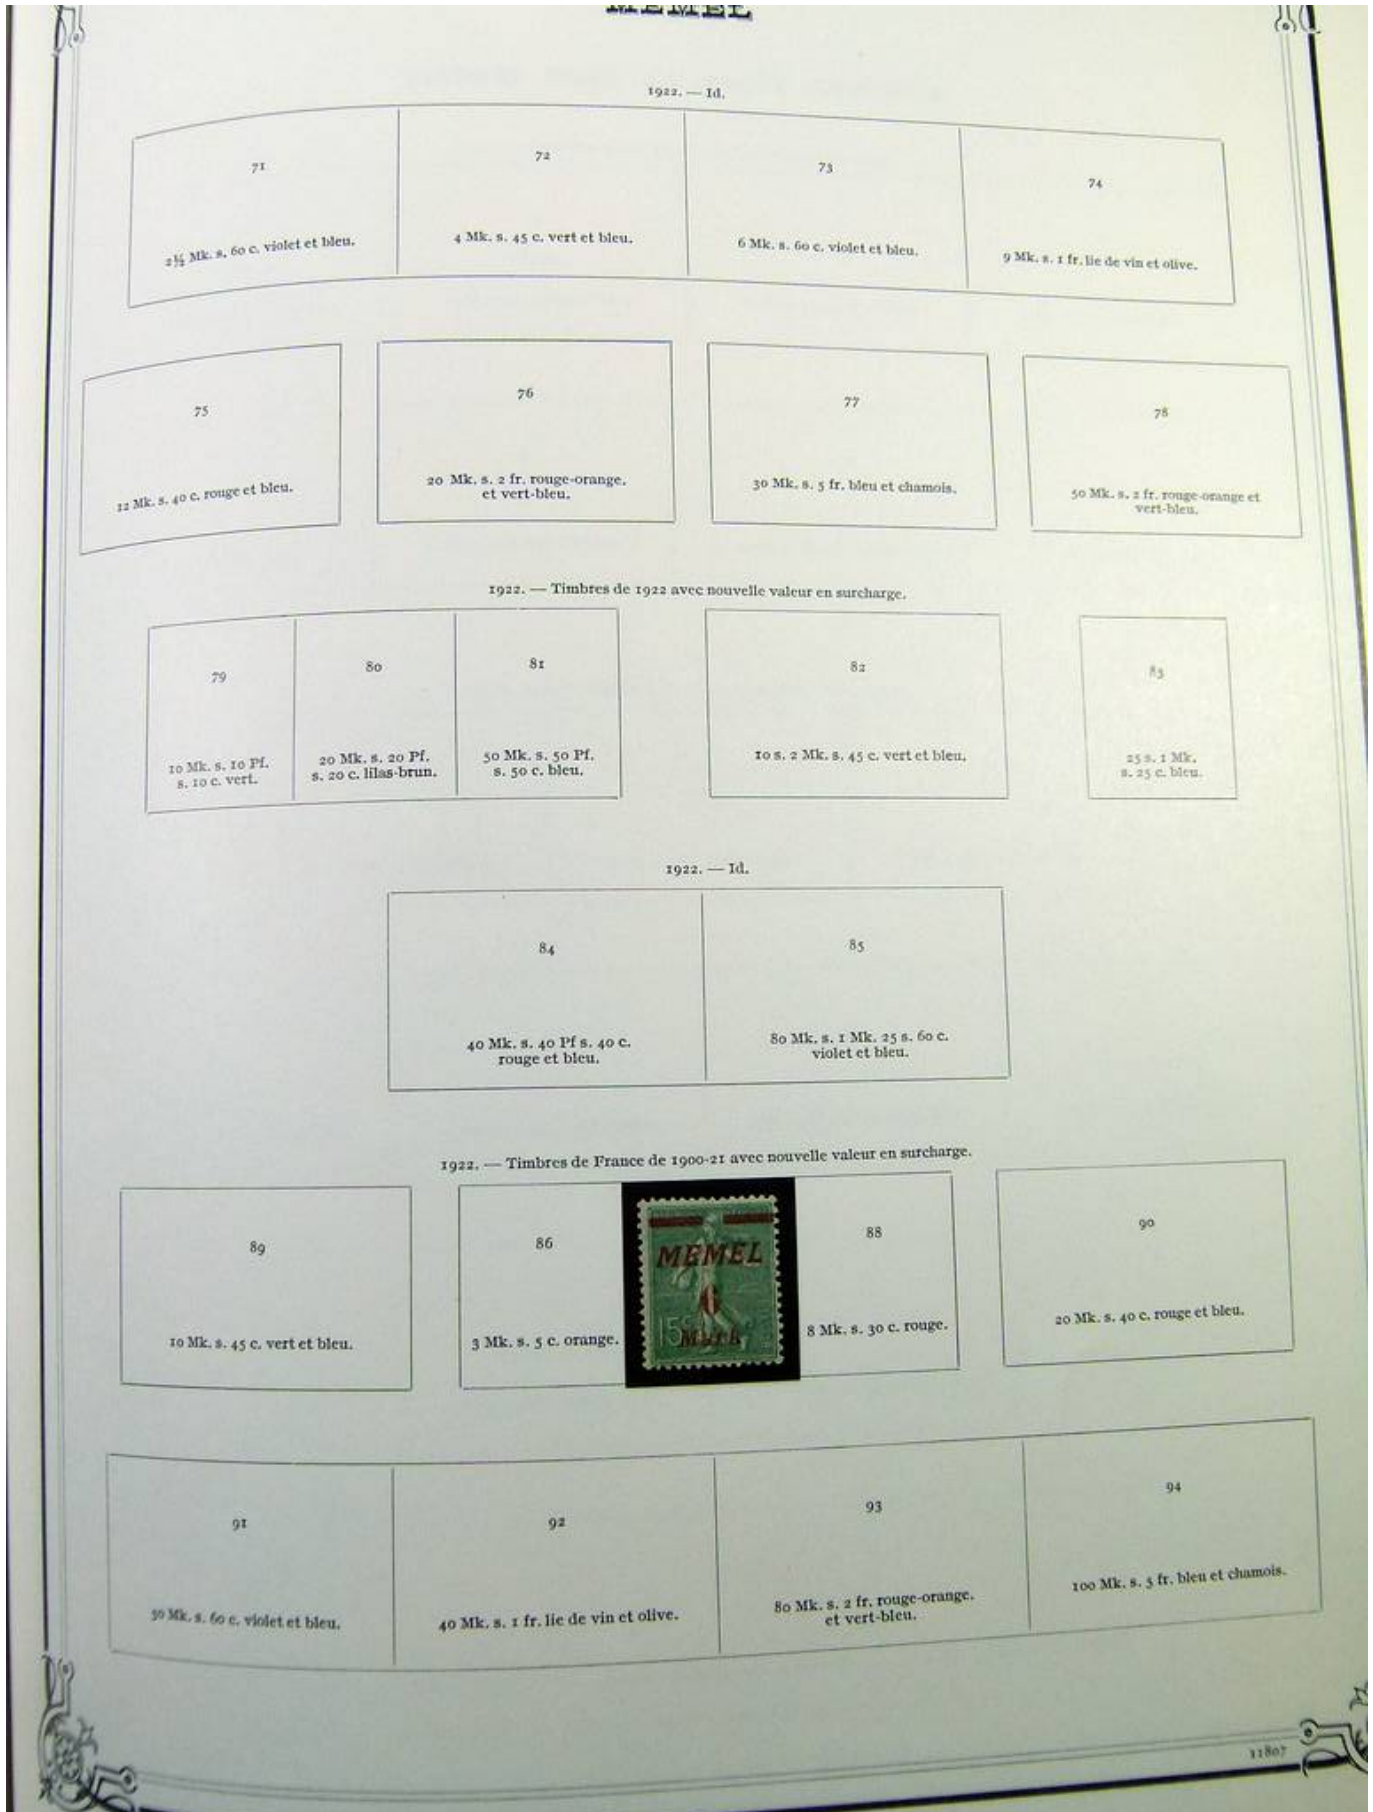 MEMEL
1922. — Id.
71
72
73
74
2½ Mk. s. 60 c. violet et bleu.
4 Mk. s. 45 c. vert et bleu.
6 Mk. s. 60 c. violet et bleu.
9 Mk. s. 1 fr. lie de vin et olive.
75
76
77
78
12 Mk. s. 40 c. rouge et bleu.
20 Mk. s. 2 fr. rouge-orange.
et vert-bleu.
30 Mk. s. 5 fr. bleu et chamois.
50 Mk. s. 2 fr. rouge-orange et
vert-bleu.
1922. — Timbres de 1922 avec nouvelle valeur en surcharge.
79
80
81
82
83
10 Mk. s. 10 Pf.
s. 10 c. vert.
20 Mk. s. 20 Pf.
s. 20 c. lilas-brun.
50 Mk. s. 50 Pf.
s. 50 c. bleu.
10 s. 2 Mk. s. 45 c. vert et bleu.
25 s. 1 Mk.
s. 25 c. bleu.
1922. — Id.
84
85
40 Mk. s. 40 Pf s. 40 c.
rouge et bleu.
80 Mk. s. 1 Mk. 25 s. 60 c.
violet et bleu.
1922. — Timbres de France de 1900-21 avec nouvelle valeur en surcharge.
89
86
MEMEL
6
15
Mark
88
90
10 Mk. s. 45 c. vert et bleu.
3 Mk. s. 5 c. orange.
8 Mk. s. 30 c. rouge.
20 Mk. s. 40 c. rouge et bleu.
91
92
93
94
30 Mk. s. 60 c. violet et bleu.
40 Mk. s. 1 fr. lie de vin et olive.
80 Mk. s. 2 fr. rouge-orange.
et vert-bleu.
100 Mk. s. 5 fr. bleu et chamois.
11807